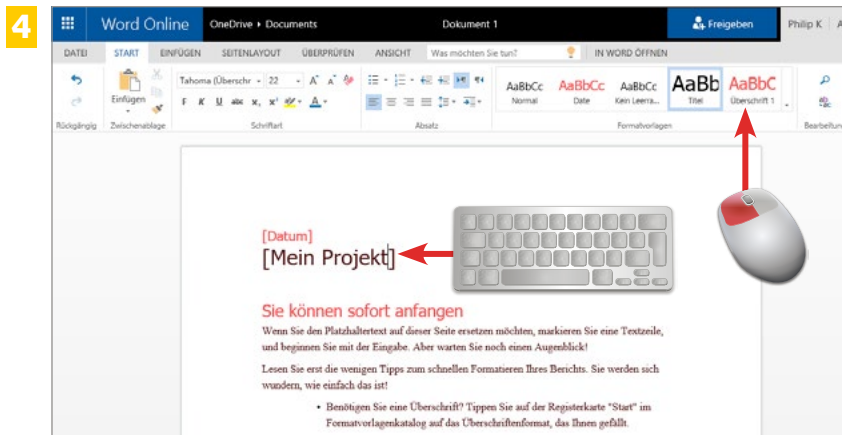 4
Word Online OneDrive ▸ Documents Dokument 1 Freigeben Philip K A
DATEI START EINFÜGEN SEITENLAYOUT ÜBERPRÜFEN ANSICHT Was möchten Sie tun? IN WORD ÖFFNEN
Tahoma (Überschr 22 A A
Einfügen F K U abc x, x' A
AaBbCc AaBbCc AaBbCc AaBb AaBbC
Normal Date Kein Leerra... Titel Überschrift 1
Rückgängig Zwischenablage Schriftart Absatz Formatvorlagen Bearbeitun
[Datum]
[Mein Projekt]
Sie können sofort anfangen
Wenn Sie den Platzhaltertext auf dieser Seite ersetzen möchten, markieren Sie eine Textzeile,
und beginnen Sie mit der Eingabe. Aber warten Sie noch einen Augenblick!
Lesen Sie erst die wenigen Tipps zum schnellen Formatieren Ihres Berichts. Sie werden sich
wundern, wie einfach das ist!
• Benötigen Sie eine Überschrift? Tippen Sie auf der Registerkarte "Start" im
Formatvorlagenkatalog auf das Überschriftenformat, das Ihnen gefällt.